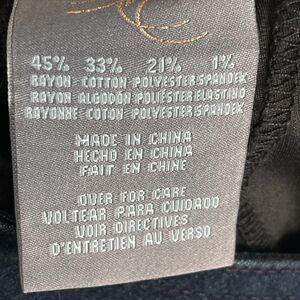 45% 33% 21% 1%
RAYON COTTON POLYESTER SPANDEX
RAYON ALGODÓN POLIÉSTER ELASTINO
RAYONNE COTON POLYESTER SPANDEX
MADE IN CHINA
HECHO EN CHINA
FAIT EN CHINE
OVER FOR CARE
VOLTEAR PARA CUIDADO
VOIR DIRECTIVES
D'ENTRETIEN AU VERSO